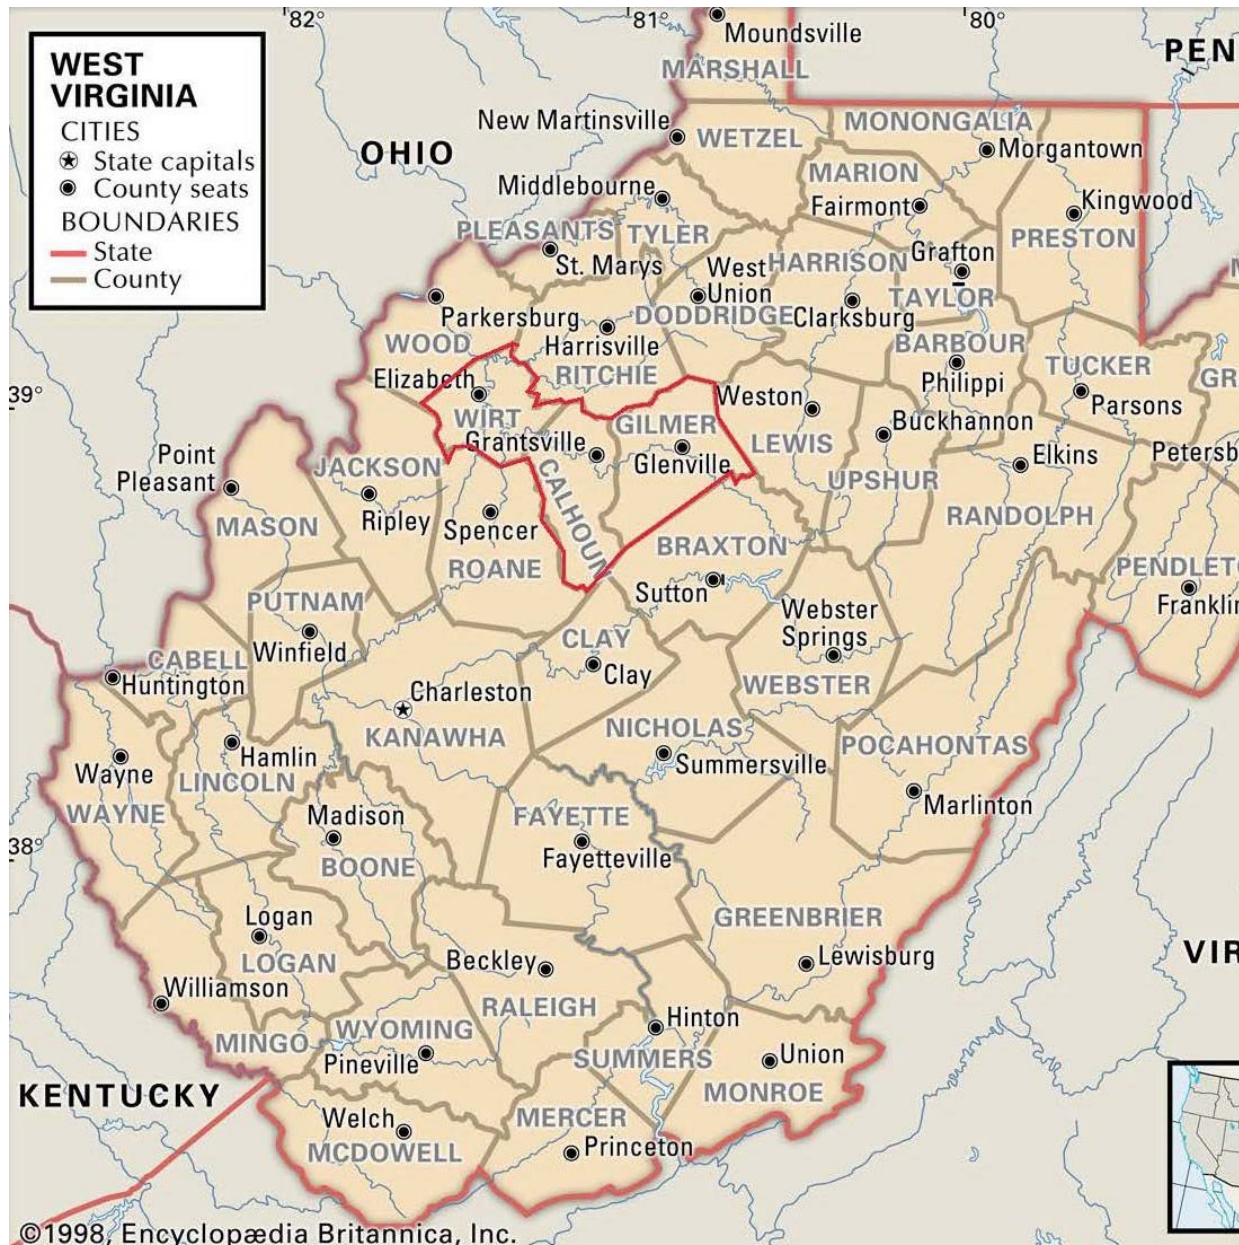 82°
81°
80°
WEST
VIRGINIA
CITIES
State capitals
County seats
BOUNDARIES
State
County
Moundsville
MARSHALL
PEN
New Martinsville
WETZEL
MONONGALIA
Morgantown
OHIO
Middlebourne
MARION
Fairmont
Kingwood
PRESTON
PLEASANTS
TYLER
St. Marys
West
Union
HARRISON
Grafton
TAYLOR
Parkersburg
DODDRIDGE
Clarksburg
WOOD
Harrisville
RITCHIE
BARBOUR
Philippi
TUCKER
Parsons
GR
39°
Elizabeth
WIRT
Grantsville
GILMER
Glenville
Weston
LEWIS
Buckhannon
UPSHUR
Elkins
Petersb
Point
Pleasant
JACKSON
Ripley
Spencer
CALHOUN
MASON
ROANE
BRAXTON
RANDOLPH
Sutton
PENDLETO
Franklin
PUTNAM
Winfield
CLAY
Clay
Webster
Springs
WEBSTER
CABELL
Huntington
Charleston
KANAWHA
NICHOLAS
Summersville
POCAHONTAS
Marlinton
Wayne
WAYNE
Hamlin
LINCOLN
Madison
BOONE
FAYETTE
Fayetteville
38°
Logan
LOGAN
GREENBRIER
Lewisburg
VIR
Beckley
RALEIGH
Williamson
MINGO
WYOMING
Pineville
Hinton
SUMMERS
Union
MONROE
KENTUCKY
Welch
MCDOWELL
MERCER
Princeton
©1998, Encyclopædia Britannica, Inc.